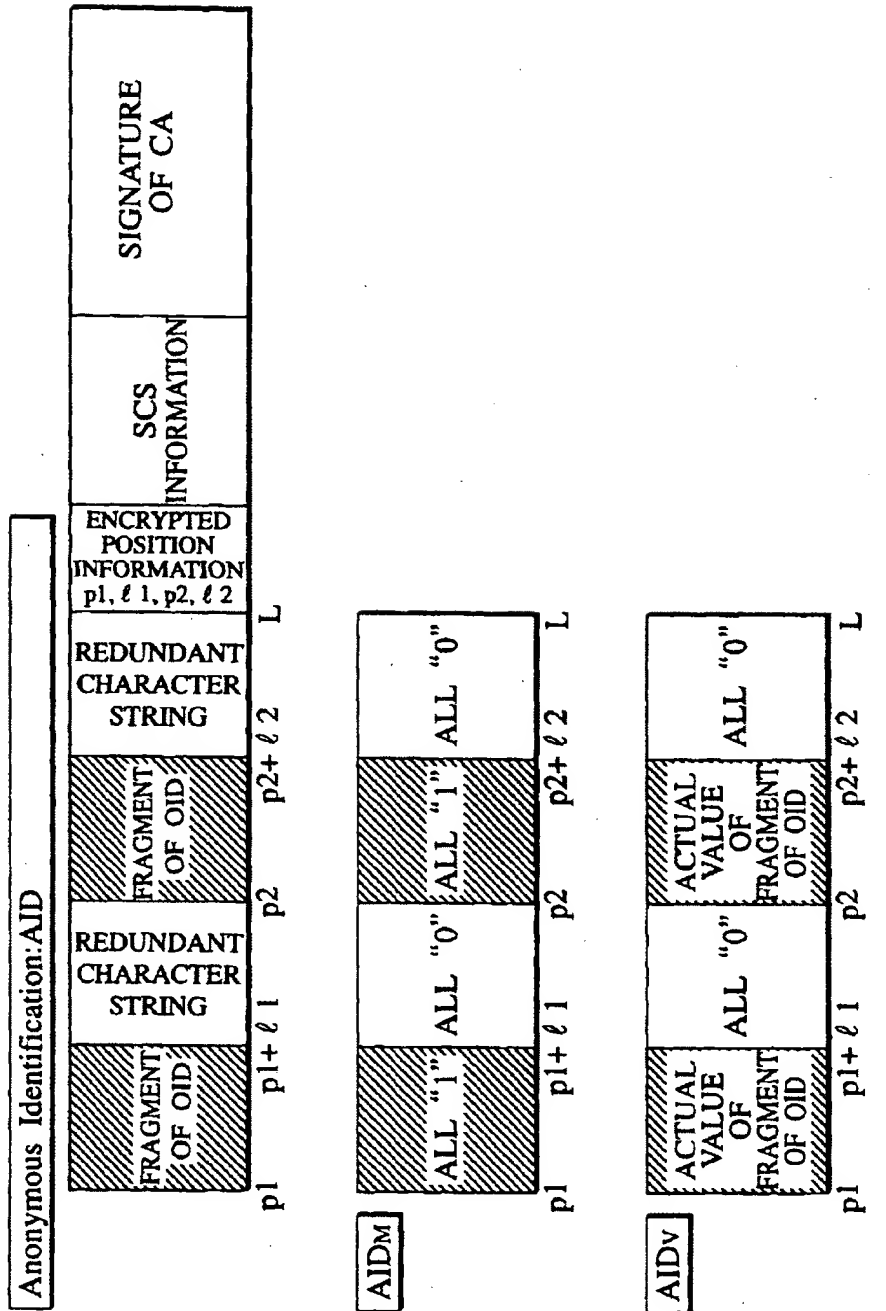 Anonymous Identification:AID
FRAGMENT
OF OID
REDUNDANT
CHARACTER
STRING
FRAGMENT
OF OID
REDUNDANT
CHARACTER
STRING
ENCRYPTED
POSITION
INFORMATION
p1, ℓ 1, p2, ℓ 2
SCS
INFORMATION
SIGNATURE
OF CA
p1
p1+ ℓ 1
p2
p2+ ℓ 2
L
AIDM
ALL “1”
ALL “0”
ALL “1”
ALL “0”
p1
p1+ ℓ 1
p2
p2+ ℓ 2
L
AIDV
ACTUAL
VALUE
OF
FRAGMENT
OF OID
ALL “0”
ACTUAL
VALUE
OF
FRAGMENT
OF OID
ALL “0”
p1
p1+ ℓ 1
p2
p2+ ℓ 2
L